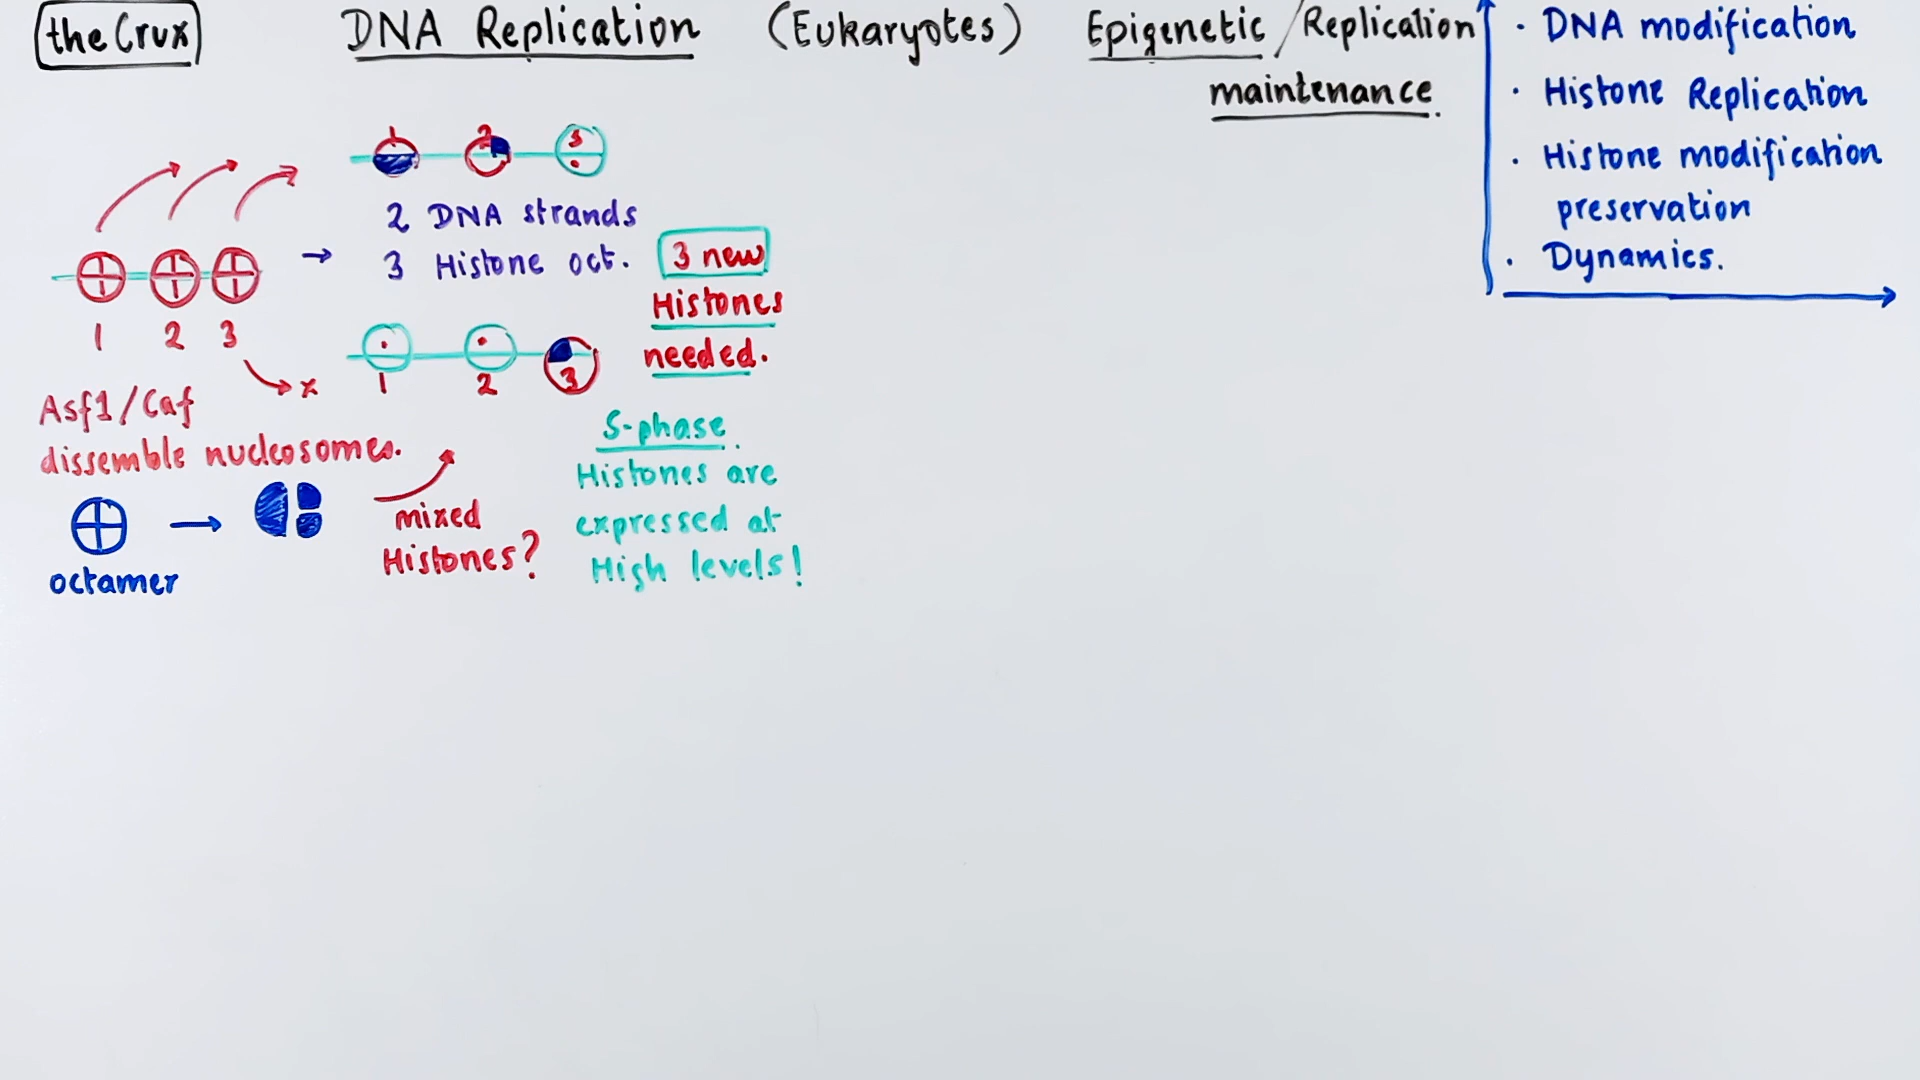 theCrux
DNA Replication (Eukaryotes)
Epigenetic / Replication
maintenance.
· DNA modification
· Histone Replication
· Histone modification
preservation
· Dynamics.
1 2 3
2 DNA strands
3 Histone oct.
3 new
Histones
needed.
1 2 3
x
1 2 3
Asf1/Caf
dissemble nucleosomes.
octamer
mixed
Histones?
S-phase.
Histones are
expressed at
High levels!